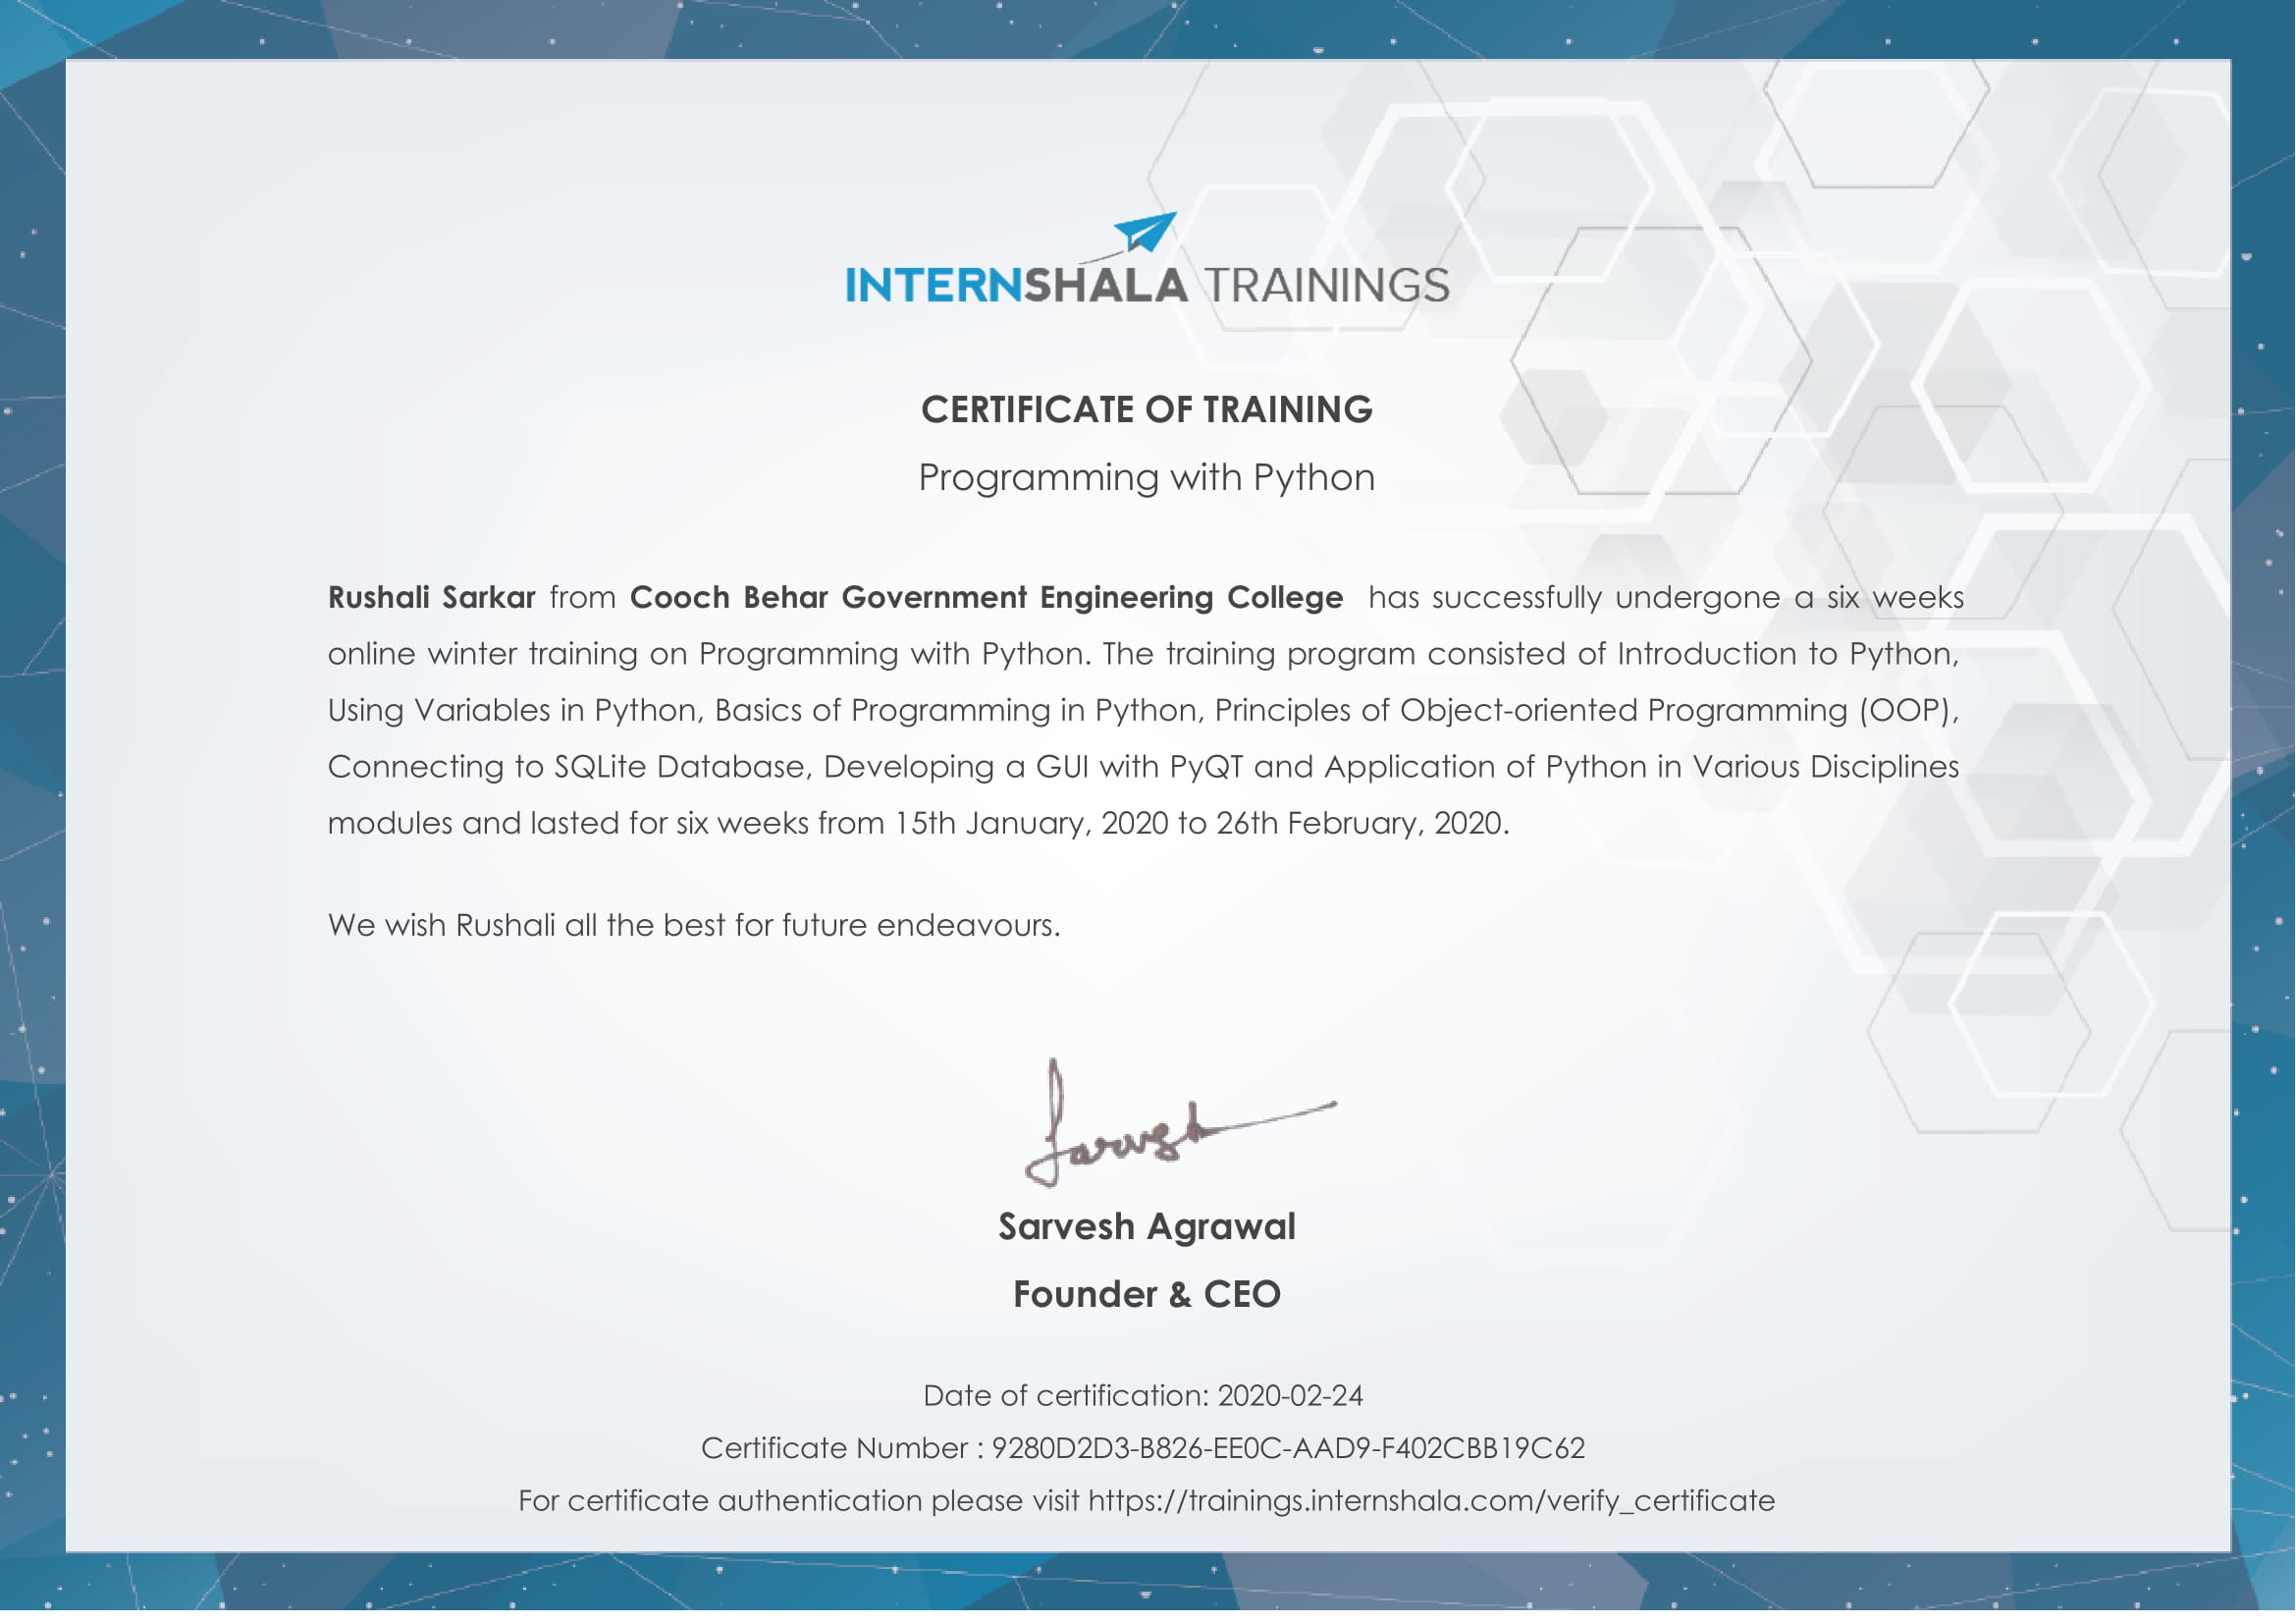 INTERNSHALA TRAININGS
CERTIFICATE OF TRAINING
Programming with Python
Rushali Sarkar from Cooch Behar Government Engineering College has successfully undergone a six weeks
online winter training on Programming with Python. The training program consisted of Introduction to Python,
Using Variables in Python, Basics of Programming in Python, Principles of Object-oriented Programming (OOP),
Connecting to SQLite Database, Developing a GUI with PyQT and Application of Python in Various Disciplines
modules and lasted for six weeks from 15th January, 2020 to 26th February, 2020.
We wish Rushali all the best for future endeavours.
Sarvesh
Sarvesh Agrawal
Founder & CEO
Date of certification: 2020-02-24
Certificate Number : 9280D2D3-B826-EE0C-AAD9-F402CBB19C62
For certificate authentication please visit https://trainings.internshala.com/verify_certificate